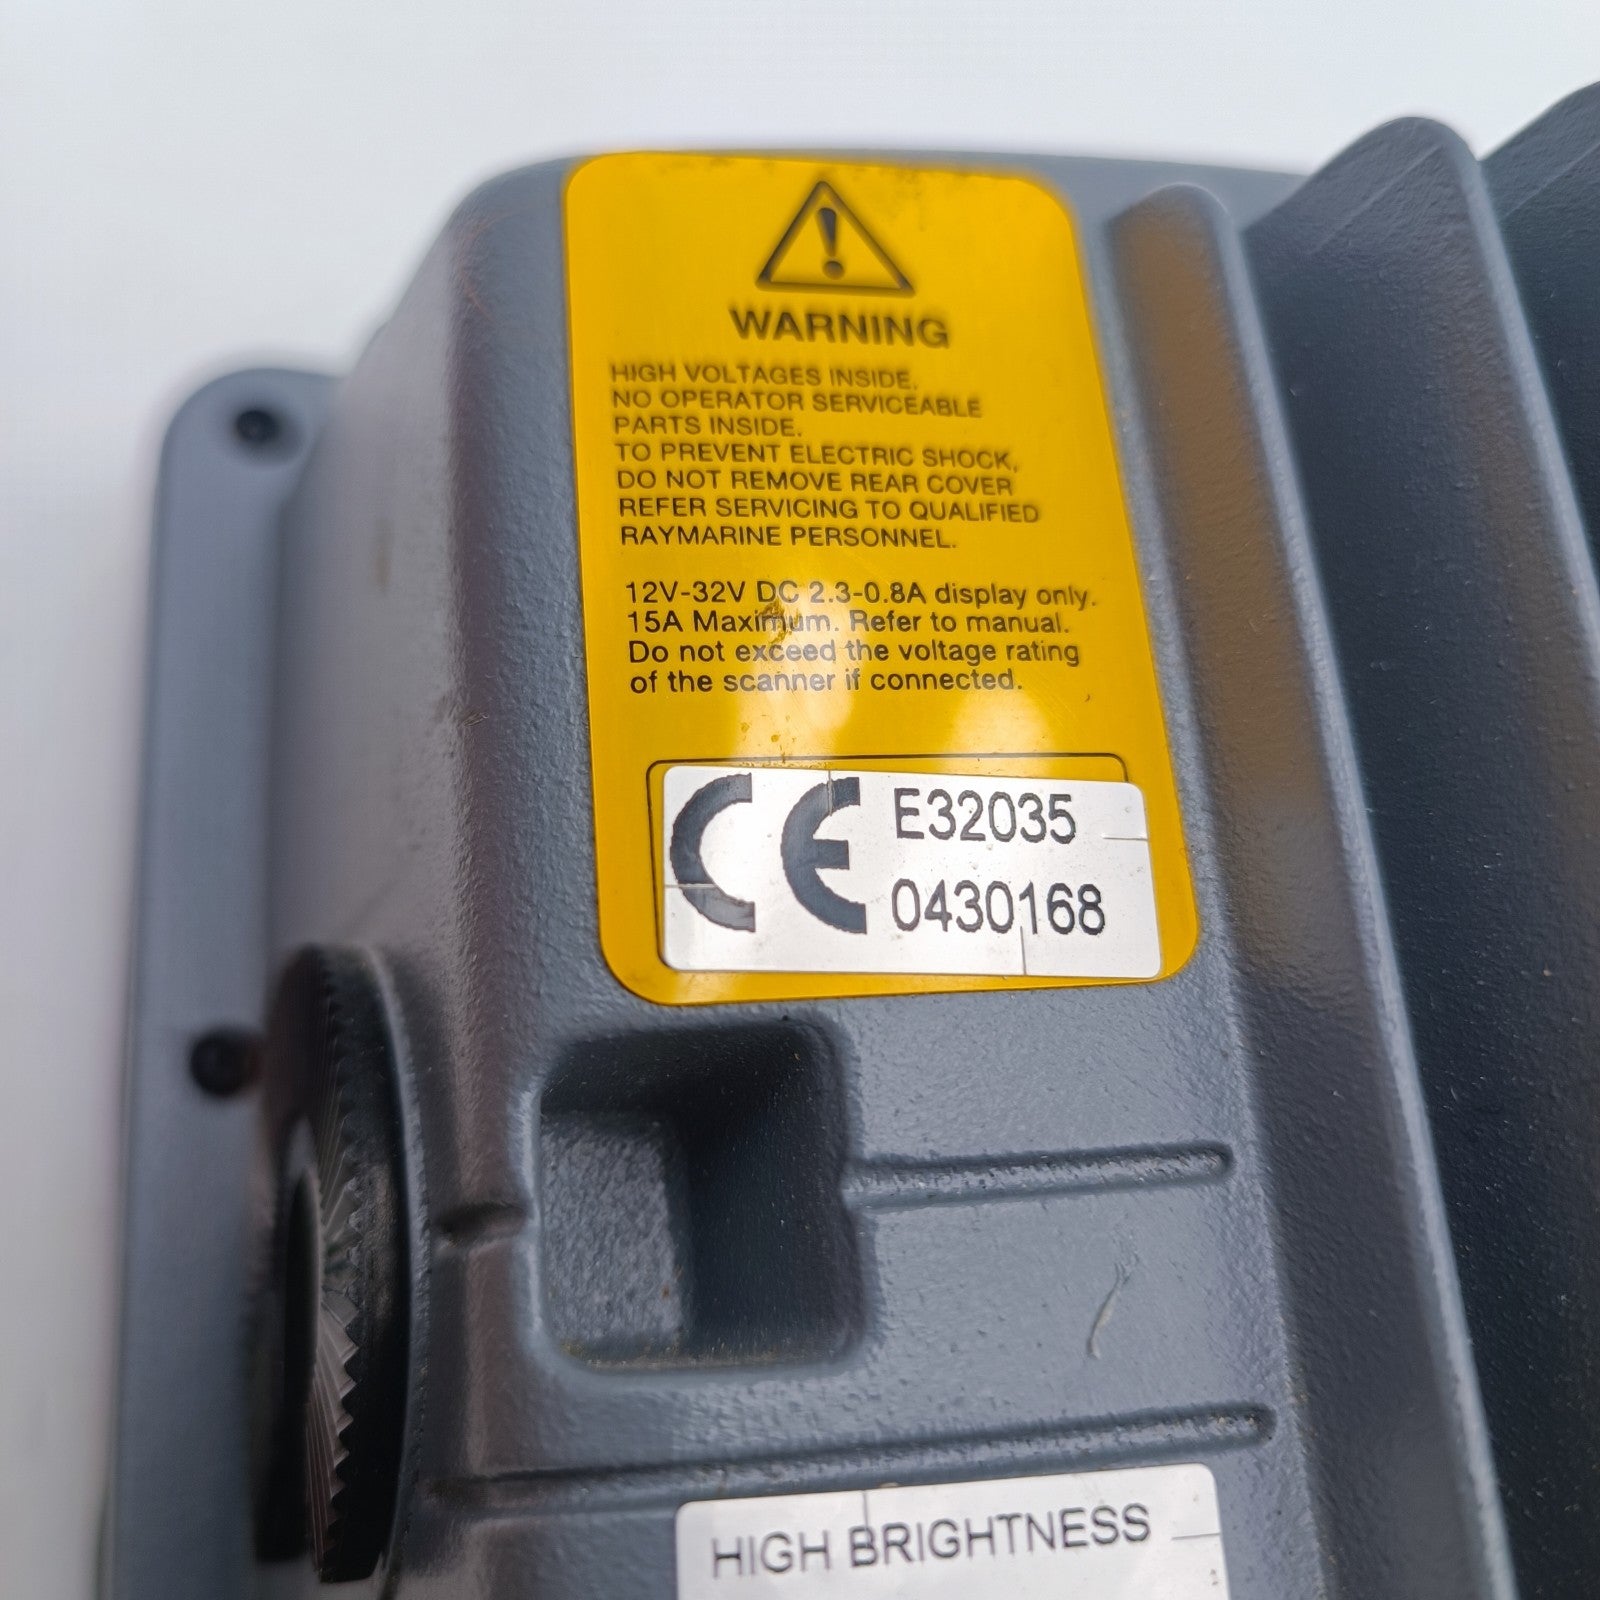 WARNING
HIGH VOLTAGES INSIDE.
NO OPERATOR SERVICEABLE
PARTS INSIDE.
TO PREVENT ELECTRIC SHOCK,
DO NOT REMOVE REAR COVER
REFER SERVICING TO QUALIFIED
RAYMARINE PERSONNEL.
12V-32V DC 2.3-0.8A display only.
15A Maximum. Refer to manual.
Do not exceed the voltage rating
of the scanner if connected.
CE E32035
0430168
HIGH BRIGHTNESS